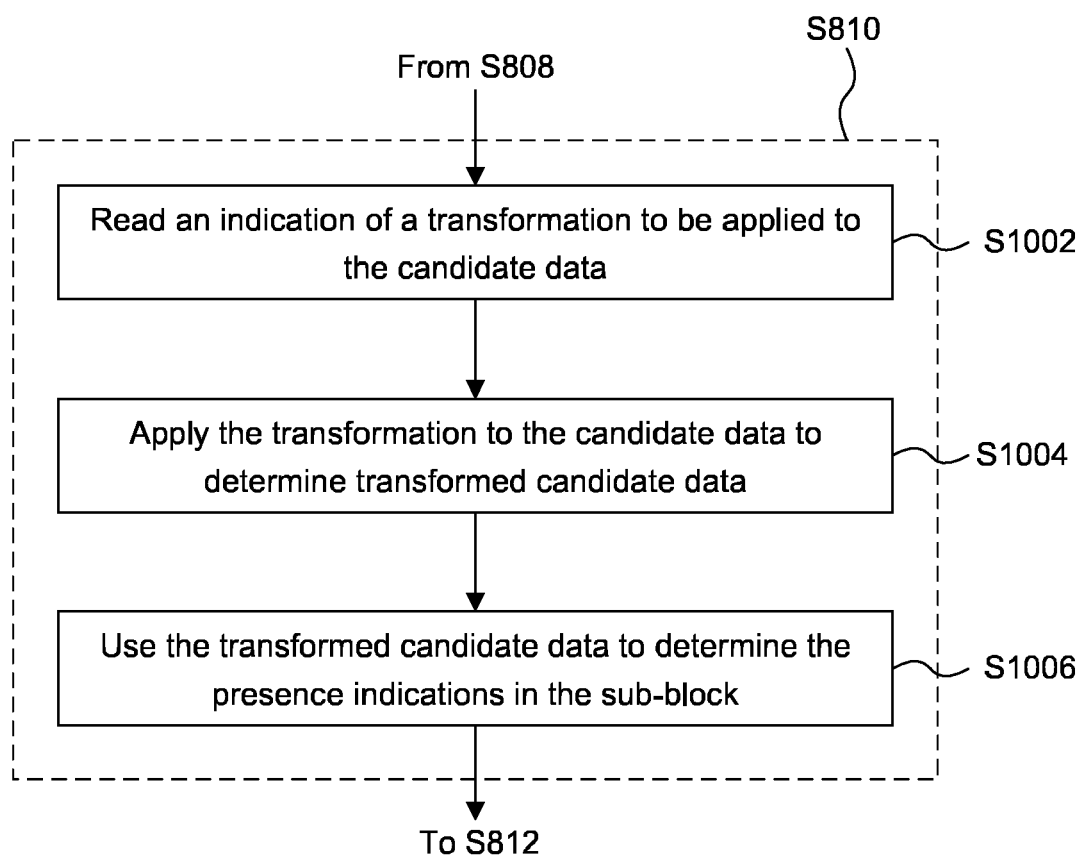 S810
From S808
Read an indication of a transformation to be applied to
the candidate data
S1002
Apply the transformation to the candidate data to
determine transformed candidate data
S1004
Use the transformed candidate data to determine the
presence indications in the sub-block
S1006
To S812